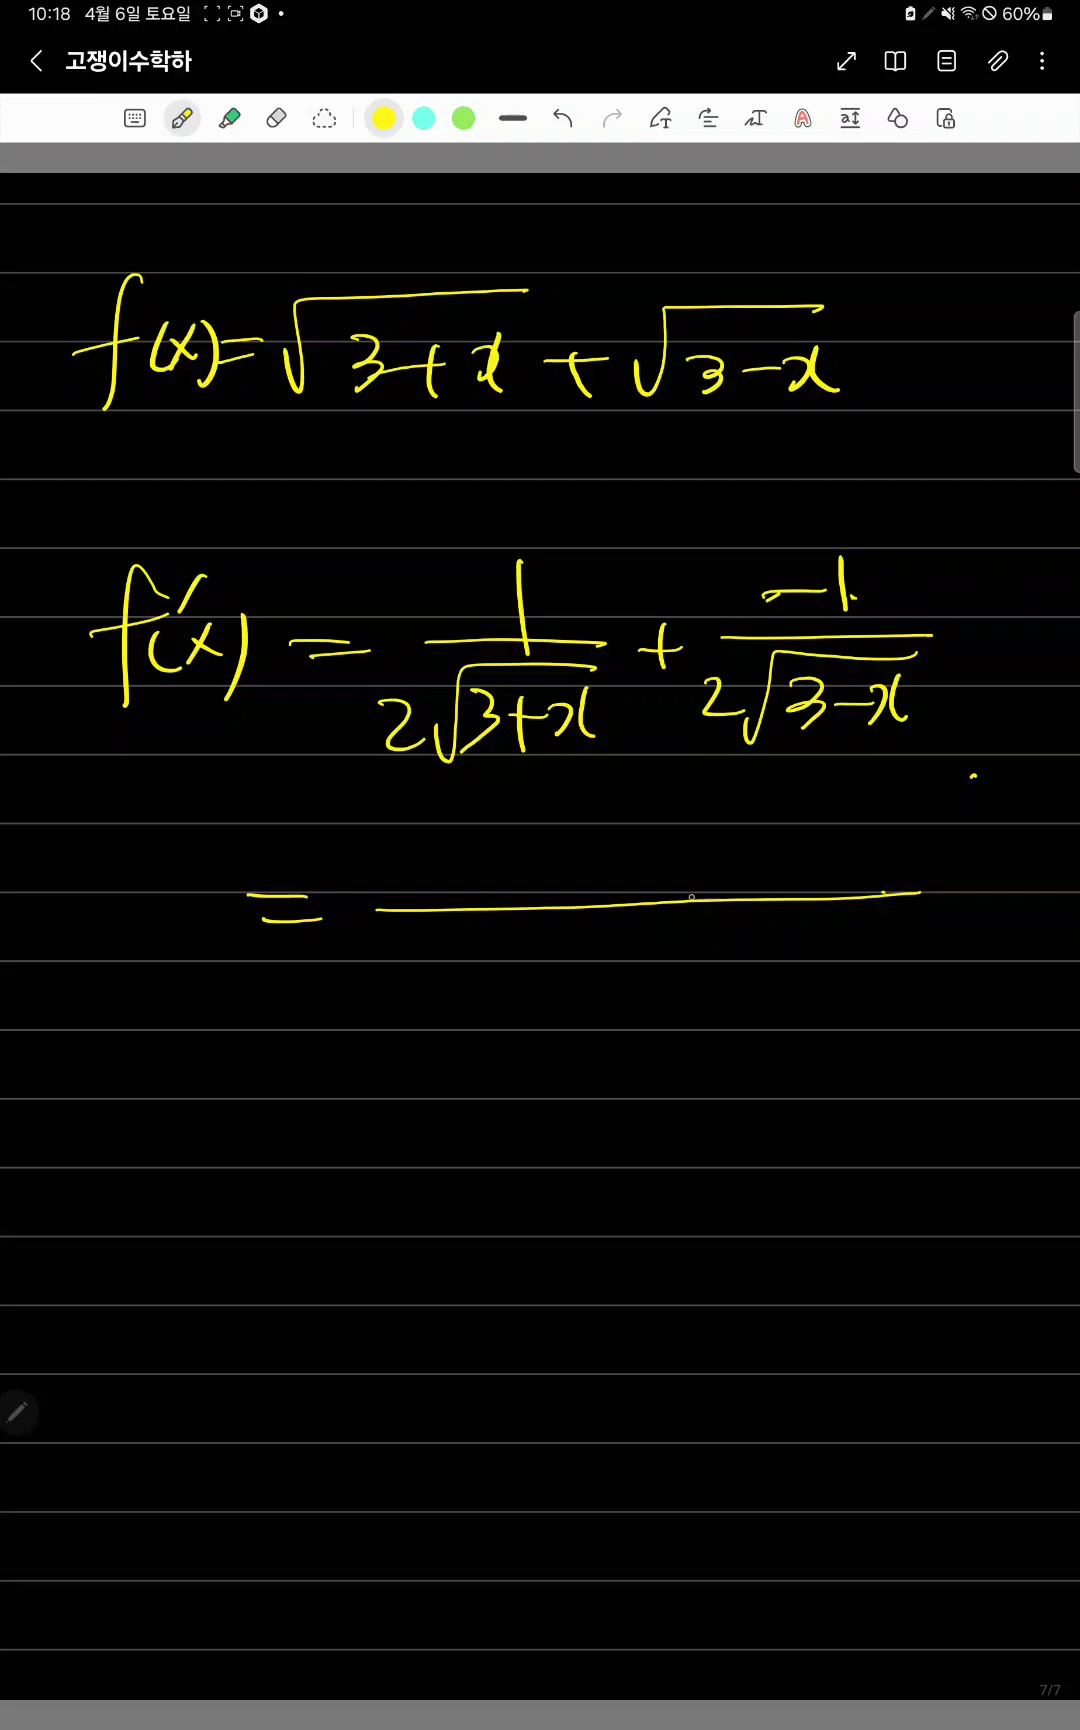 10:18 4월 6일 토요일 60%
고쟁이수학하
f(x)=√(3+x)+√(3-x)
f'(x) = 1/(2√(3+x)) + -1/(2√(3-x))
=
7/7